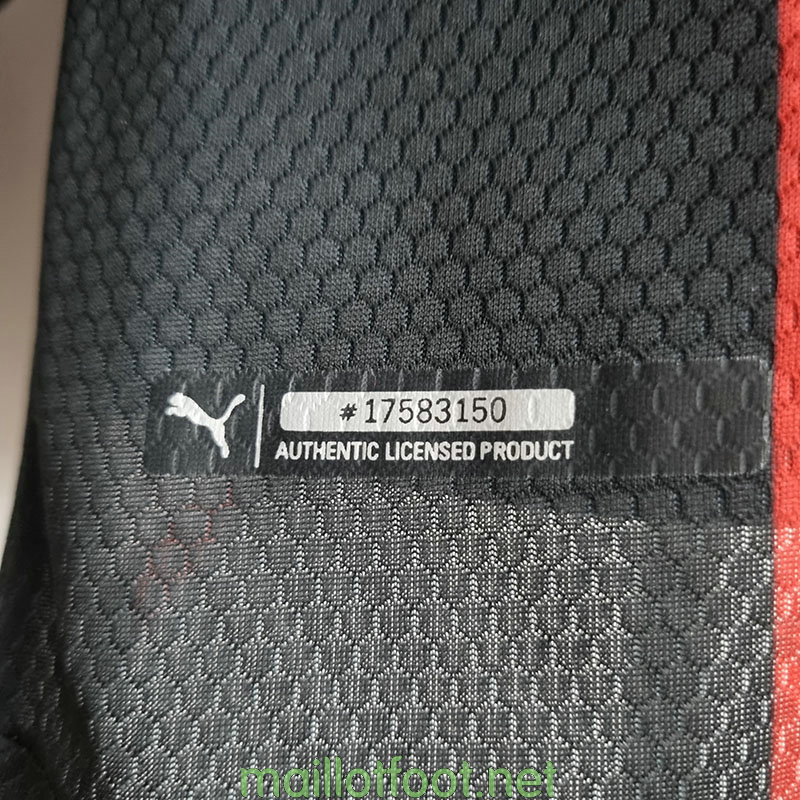 #17583150
AUTHENTIC LICENSED PRODUCT
maillotfoot.net